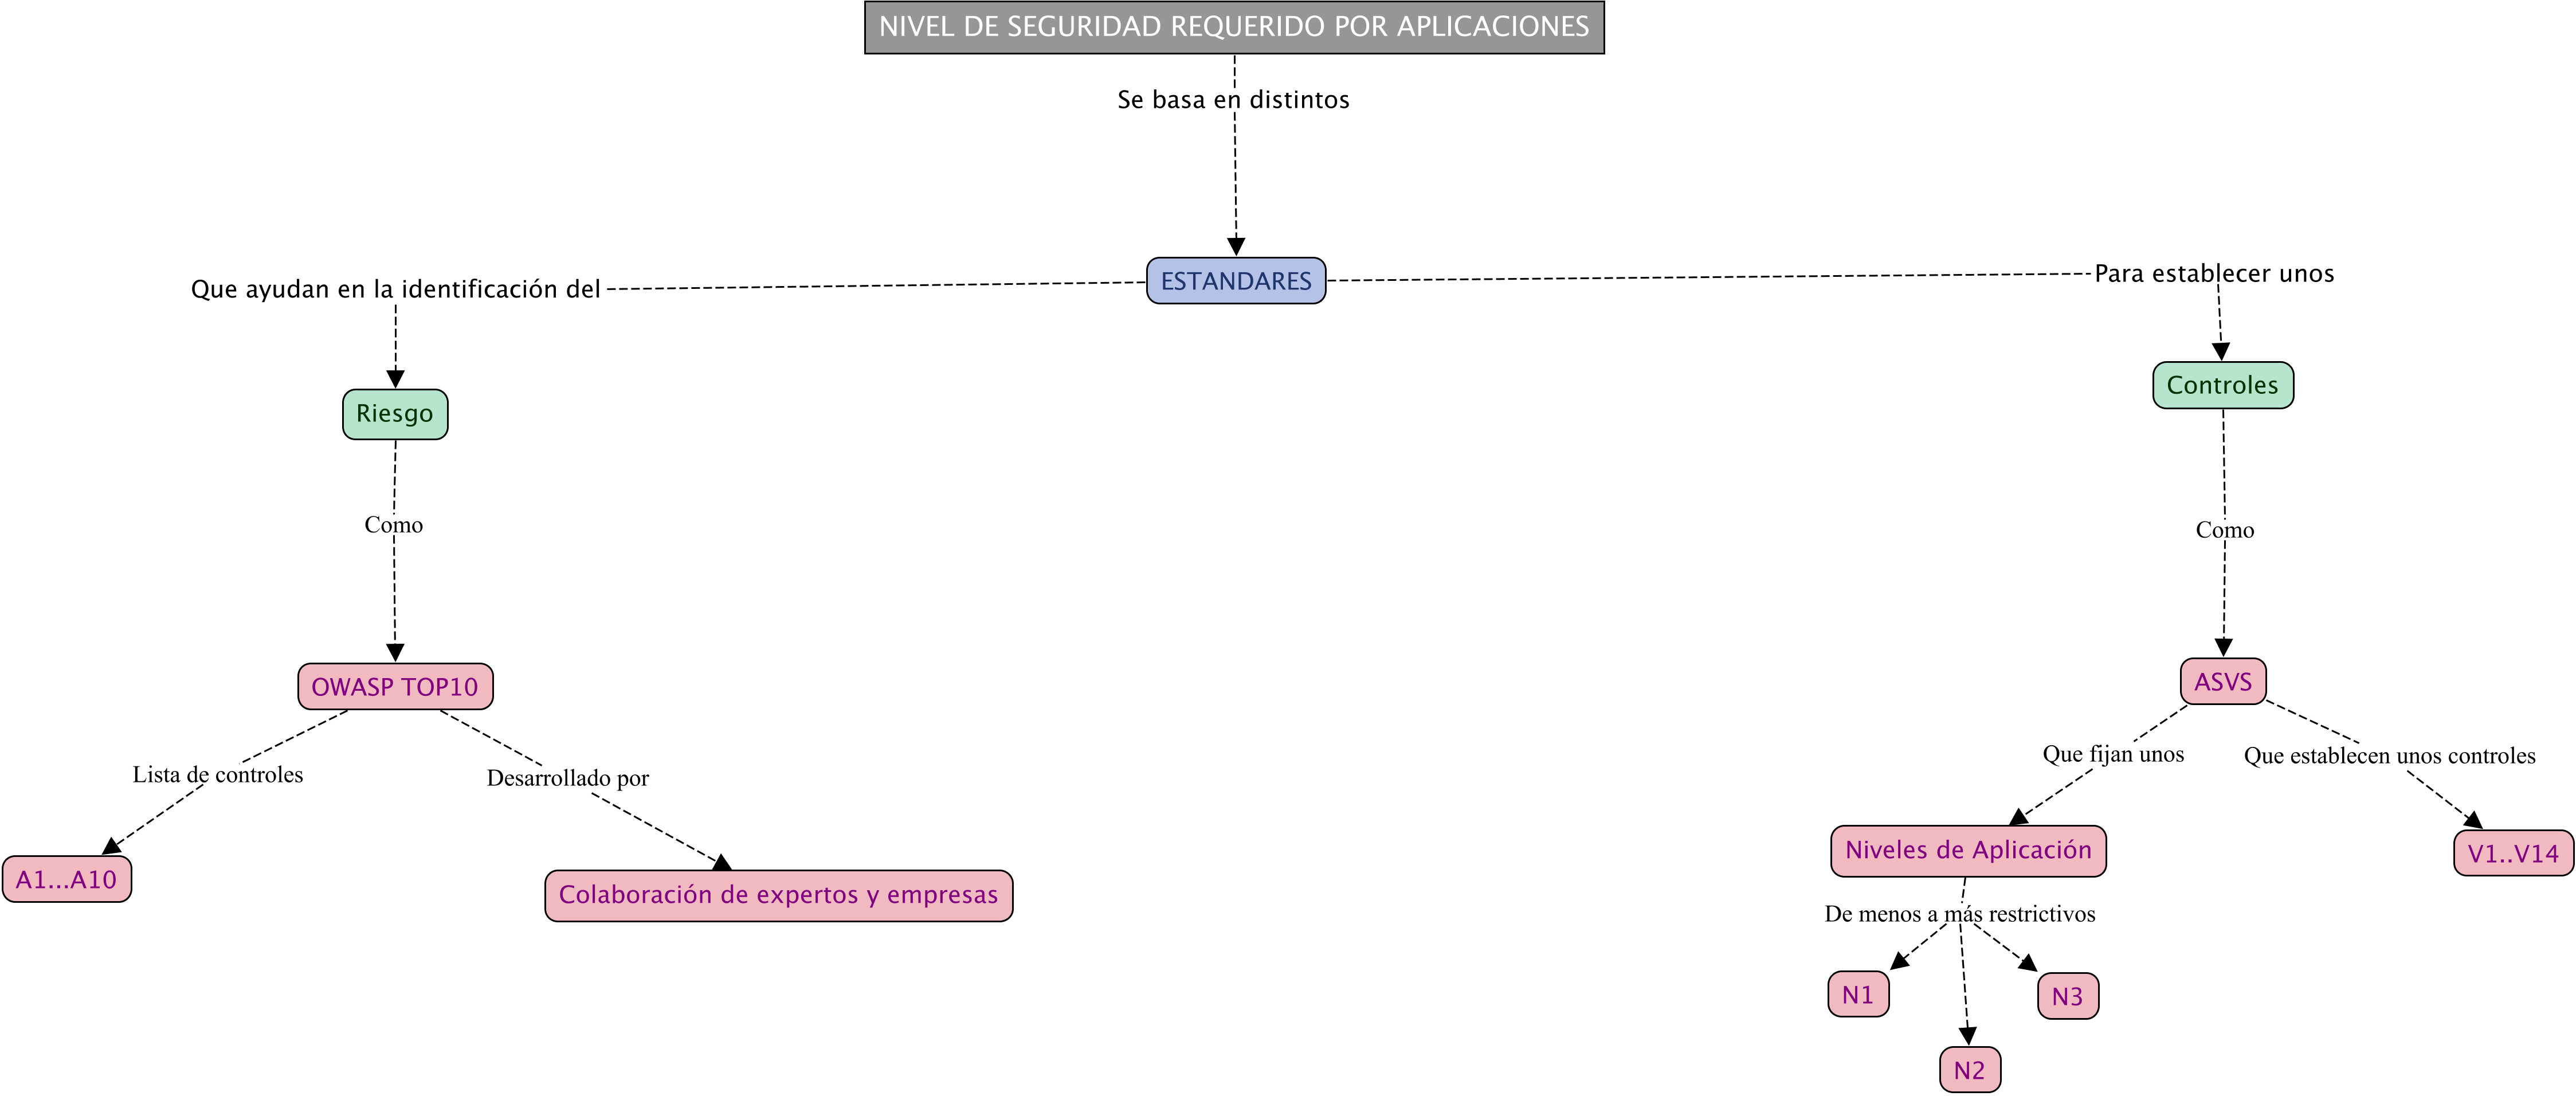 NIVEL DE SEGURIDAD REQUERIDO POR APLICACIONES
Se basa en distintos
ESTANDARES
Que ayudan en la identificación del
Para establecer unos
Riesgo
Controles
Como
Como
OWASP TOP10
ASVS
Lista de controles
Desarrollado por
Que fijan unos
Que establecen unos controles
A1...A10
Colaboración de expertos y empresas
Niveles de Aplicación
V1..V14
De menos a más restrictivos
N1
N3
N2